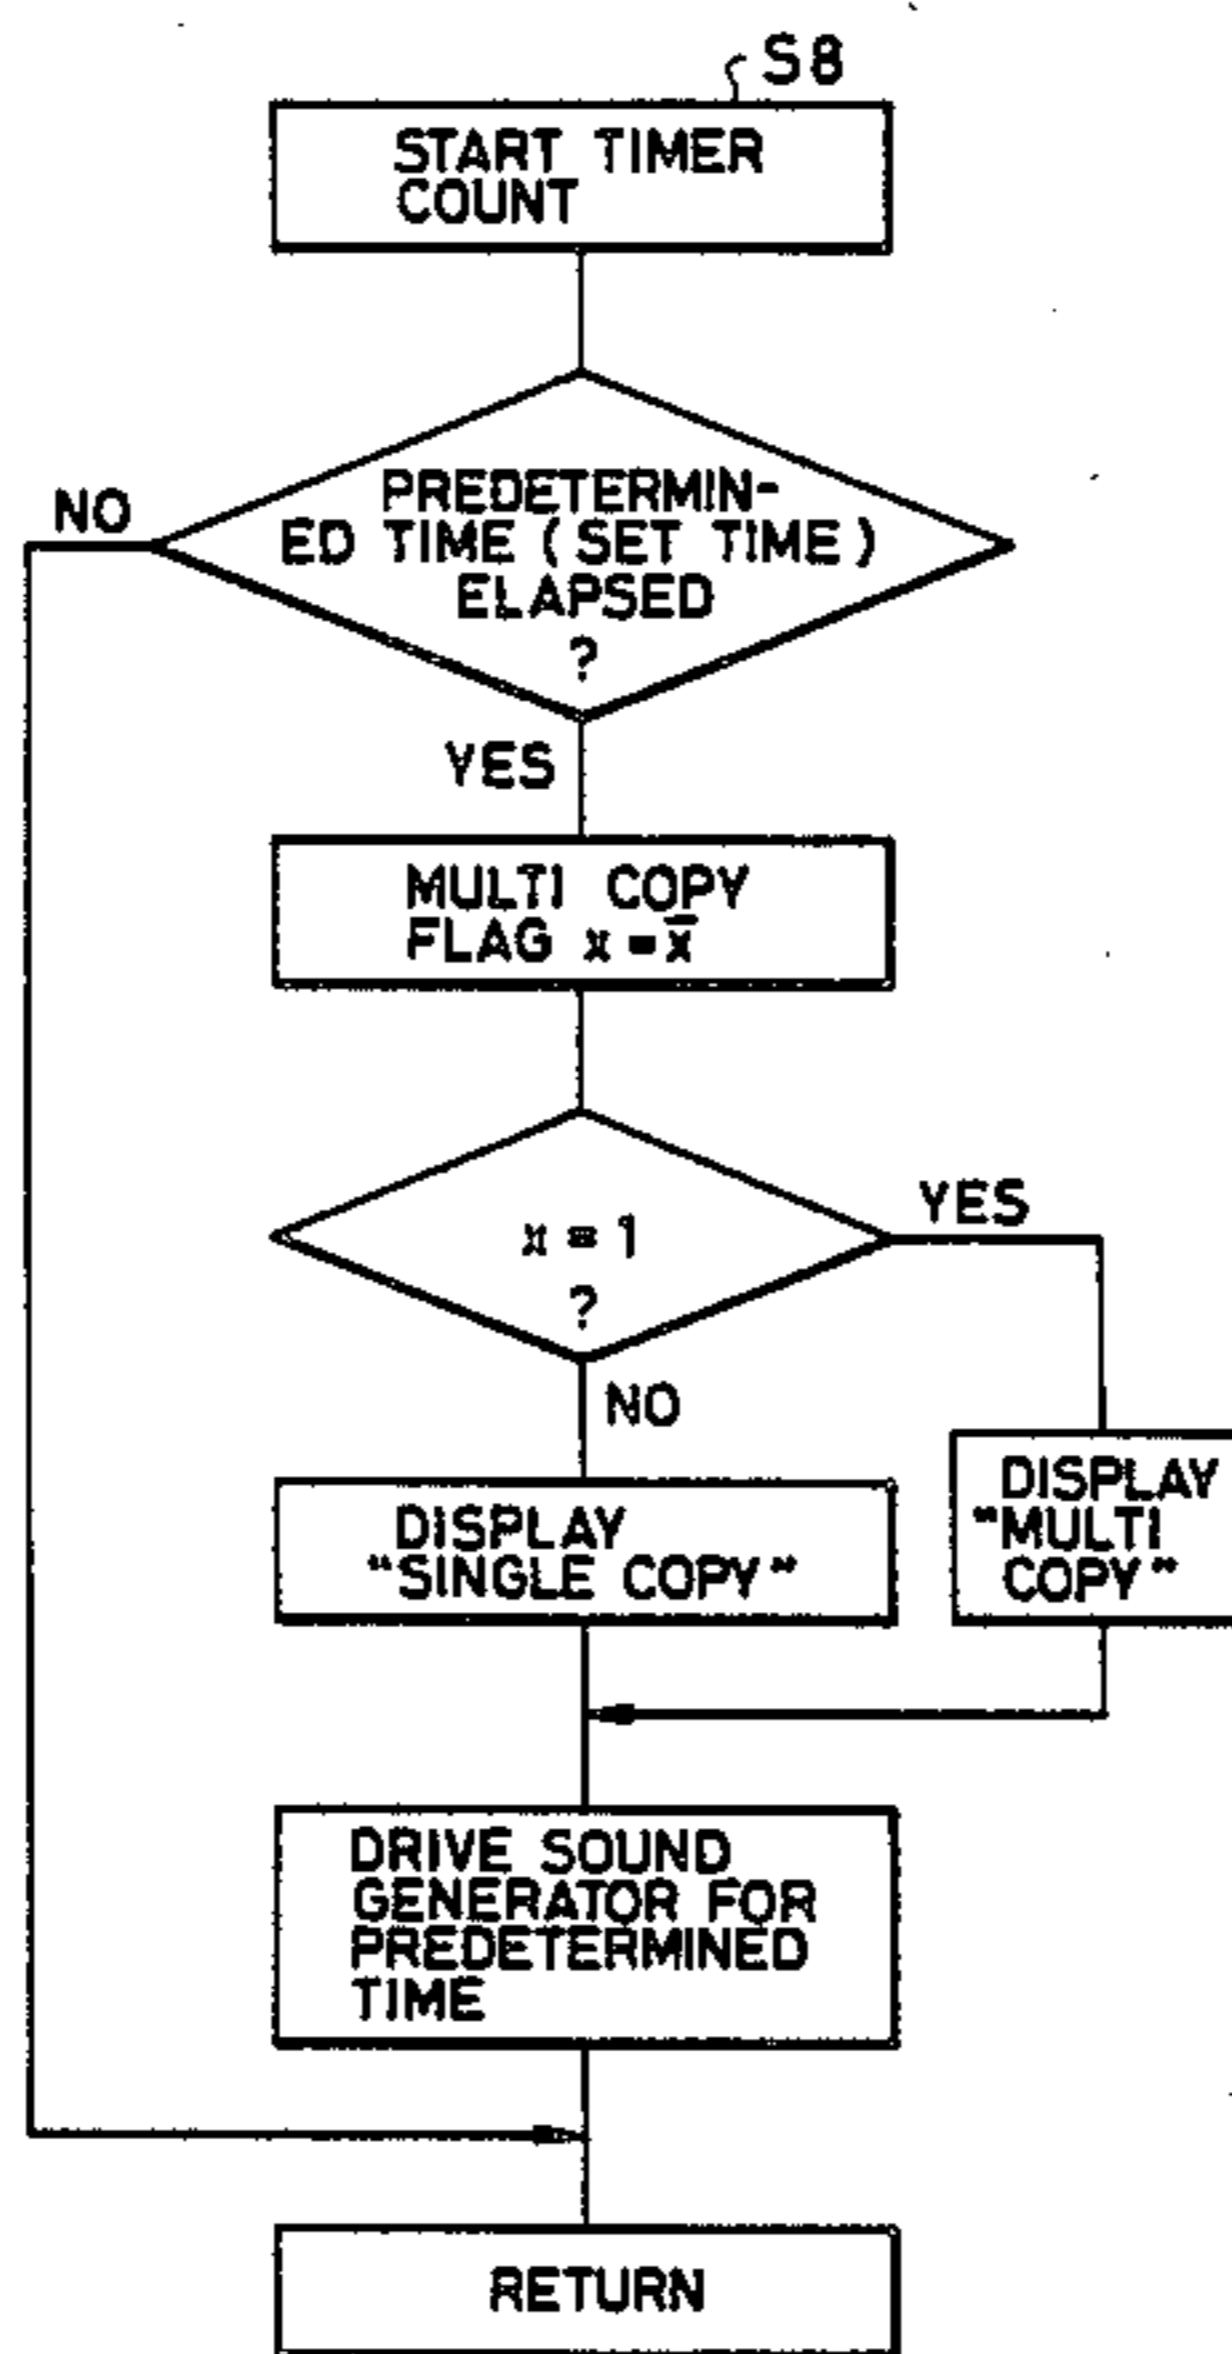 S8
START TIMER
COUNT
PREDETERMIN-
ED TIME (SET TIME)
ELAPSED
?
NO
YES
MULTI COPY
FLAG x = x̄
x = 1
?
YES
NO
DISPLAY
"SINGLE COPY"
DISPLAY
"MULTI
COPY"
DRIVE SOUND
GENERATOR FOR
PREDETERMINED
TIME
RETURN